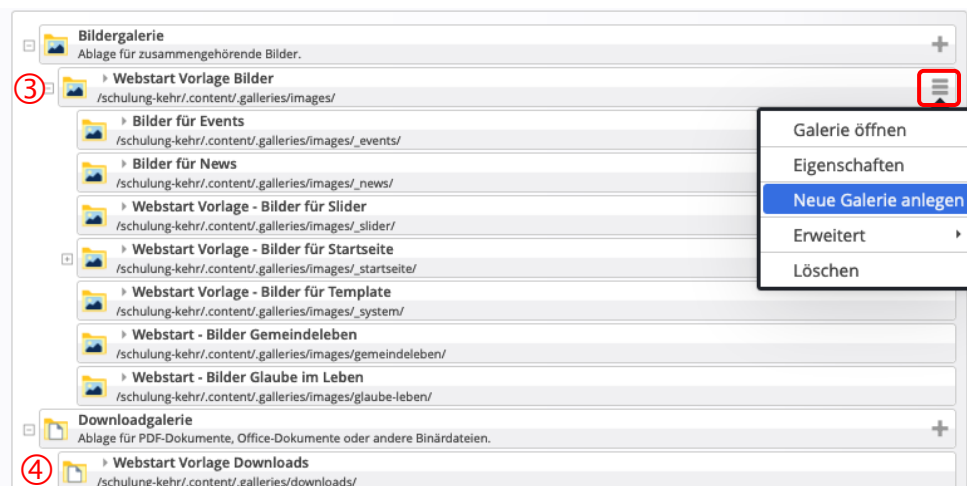 Bildergalerie
Ablage für zusammengehörende Bilder.
③
Webstart Vorlage Bilder
/schulung-kehr/.content/.galleries/images/
Bilder für Events
/schulung-kehr/.content/.galleries/images/_events/
Bilder für News
/schulung-kehr/.content/.galleries/images/_news/
Webstart Vorlage - Bilder für Slider
/schulung-kehr/.content/.galleries/images/_slider/
Webstart Vorlage - Bilder für Startseite
/schulung-kehr/.content/.galleries/images/_startseite/
Webstart Vorlage - Bilder für Template
/schulung-kehr/.content/.galleries/images/_system/
Webstart - Bilder Gemeindeleben
/schulung-kehr/.content/.galleries/images/gemeindeleben/
Webstart - Bilder Glaube im Leben
/schulung-kehr/.content/.galleries/images/glaube-leben/
Galerie öffnen
Eigenschaften
Neue Galerie anlegen
Erweitert
Löschen
Downloadgalerie
Ablage für PDF-Dokumente, Office-Dokumente oder andere Binärdateien.
④
Webstart Vorlage Downloads
/schulung-kehr/.content/.galleries/downloads/